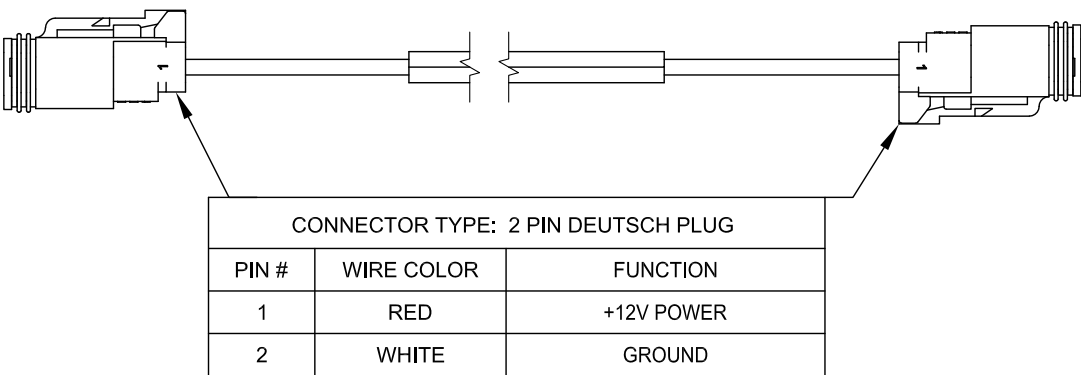 1
1
CONNECTOR TYPE: 2 PIN DEUTSCH PLUG
PIN # WIRE COLOR FUNCTION
1 RED +12V POWER
2 WHITE GROUND